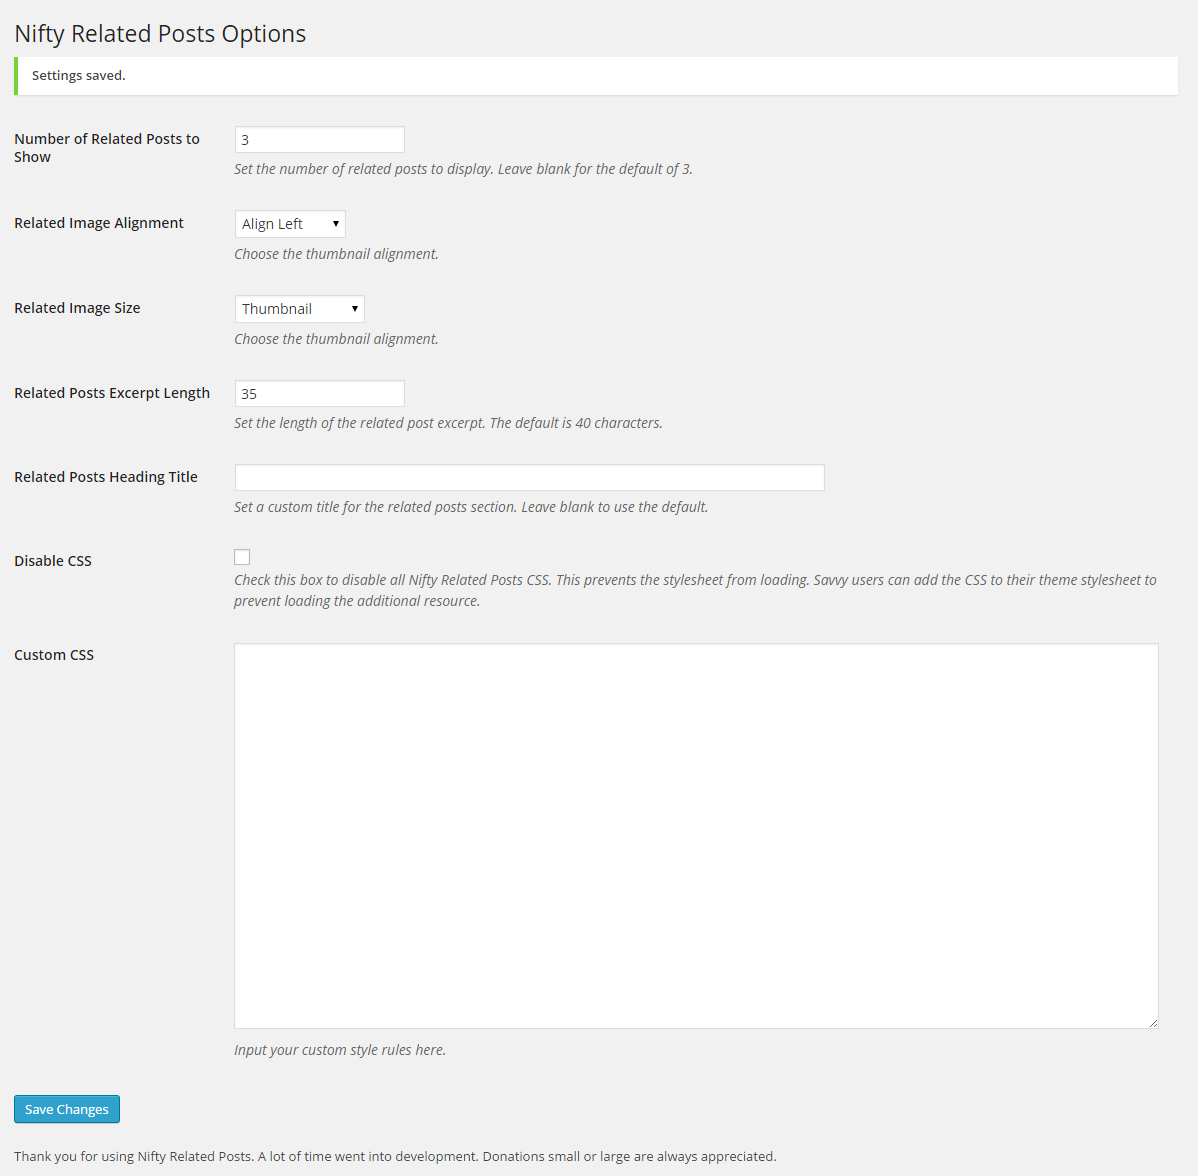 Nifty Related Posts Options
Settings saved.
Number of Related Posts to
Show
3
Set the number of related posts to display. Leave blank for the default of 3.
Related Image Alignment
Align Left
Choose the thumbnail alignment.
Related Image Size
Thumbnail
Choose the thumbnail alignment.
Related Posts Excerpt Length
35
Set the length of the related post excerpt. The default is 40 characters.
Related Posts Heading Title
Set a custom title for the related posts section. Leave blank to use the default.
Disable CSS
Check this box to disable all Nifty Related Posts CSS. This prevents the stylesheet from loading. Savvy users can add the CSS to their theme stylesheet to
prevent loading the additional resource.
Custom CSS
Input your custom style rules here.
Save Changes
Thank you for using Nifty Related Posts. A lot of time went into development. Donations small or large are always appreciated.